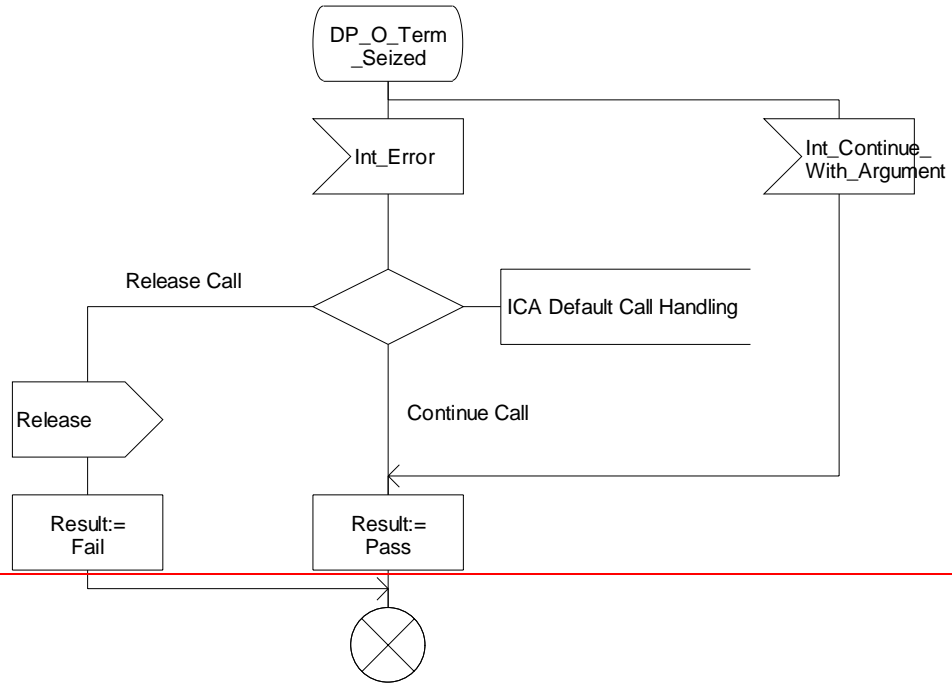 DP_O_Term
_Seized
Int_Error
Int_Continue_
With_Argument
Release Call
ICA Default Call Handling
Continue Call
Release
Result:=
Fail
Result:=
Pass